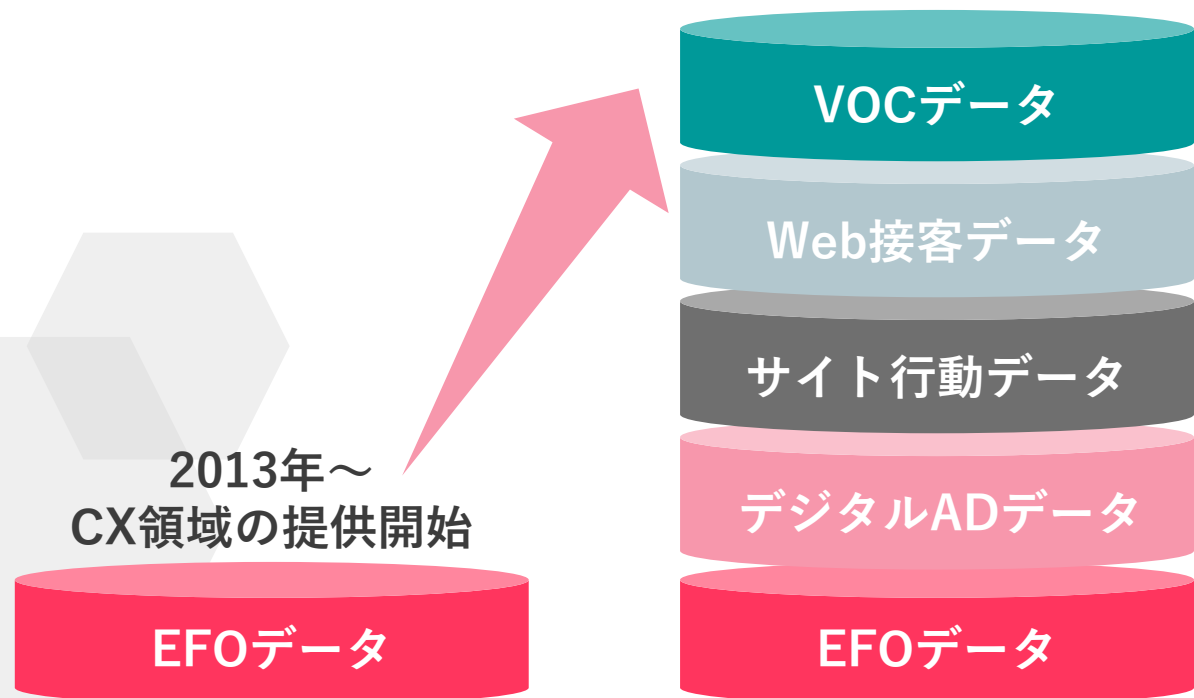 2013年～
CX領域の提供開始
EFOデータ
VOCデータ
Web接客データ
サイト行動データ
デジタルADデータ
EFOデータ